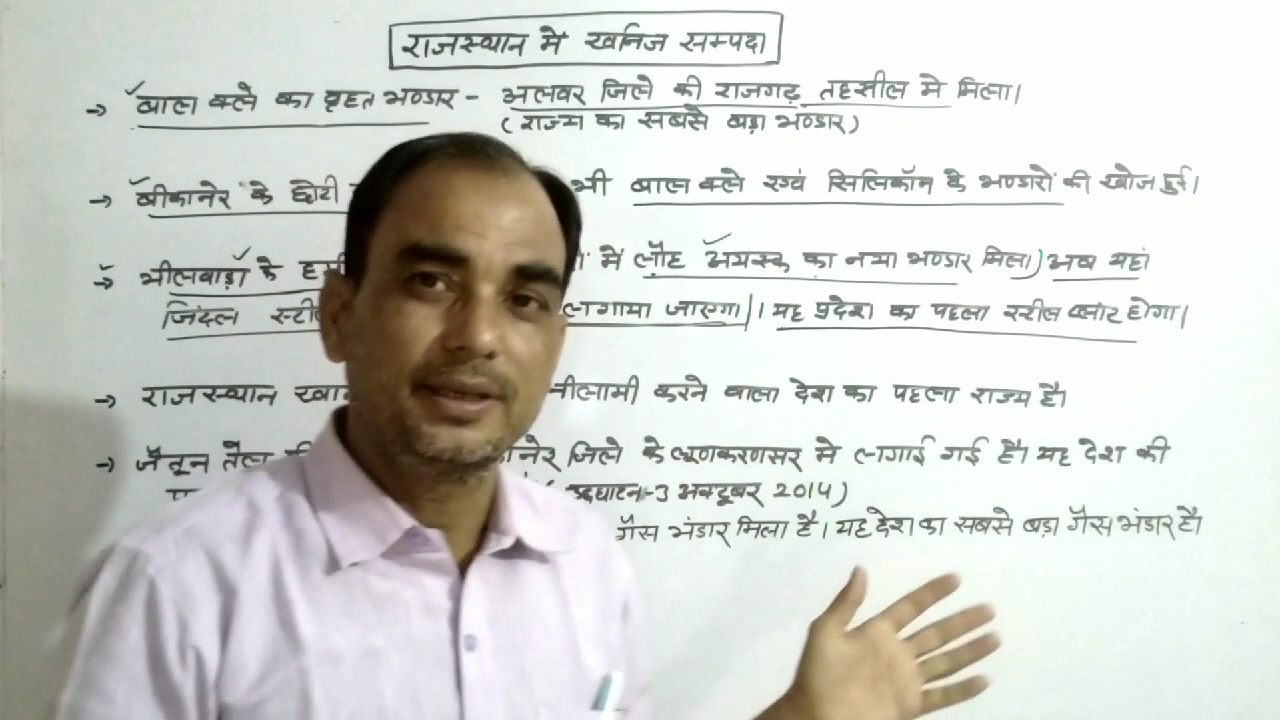 राजस्थान मे खनिज सम्पदा
→ बाल क्ले का वृहत भण्डार - अलवर जिले की राजगढ़ तहसील मे मिला।
(राज्य का सबसे बड़ा भण्डार)
→ बीकानेर के छोटी भी बाल क्ले एवं सिलिकॉन के भण्डारों की खोज हुई।
→ भीलवाड़ा के में लौह अयस्क का नया भण्डार मिला) अब यहां
जिंदल लगाया जाएगा। यह प्रदेश का पहला स्टील प्लांट होगा।
→ राजस्थान नीलामी करने वाला देश का पहला राज्य है।
→ जैतून तेल जिले के लूणकरणसर मे लगाई गई है। यह देश की
उद्घाटन-3 अक्टूबर 2014)
गैस भंडार मिला है। यह देश का सबसे बड़ा गैस भंडार है।